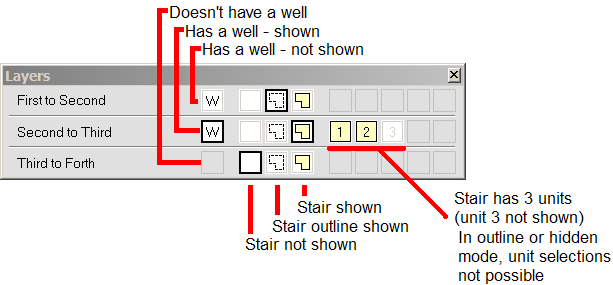 Doesn't have a well
Has a well - shown
Has a well - not shown
Layers
First to Second W
Second to Third W 1 2 3
Third to Forth
Stair shown
Stair outline shown
Stair not shown
Stair has 3 units
(unit 3 not shown)
In outline or hidden
mode, unit selections
not possible